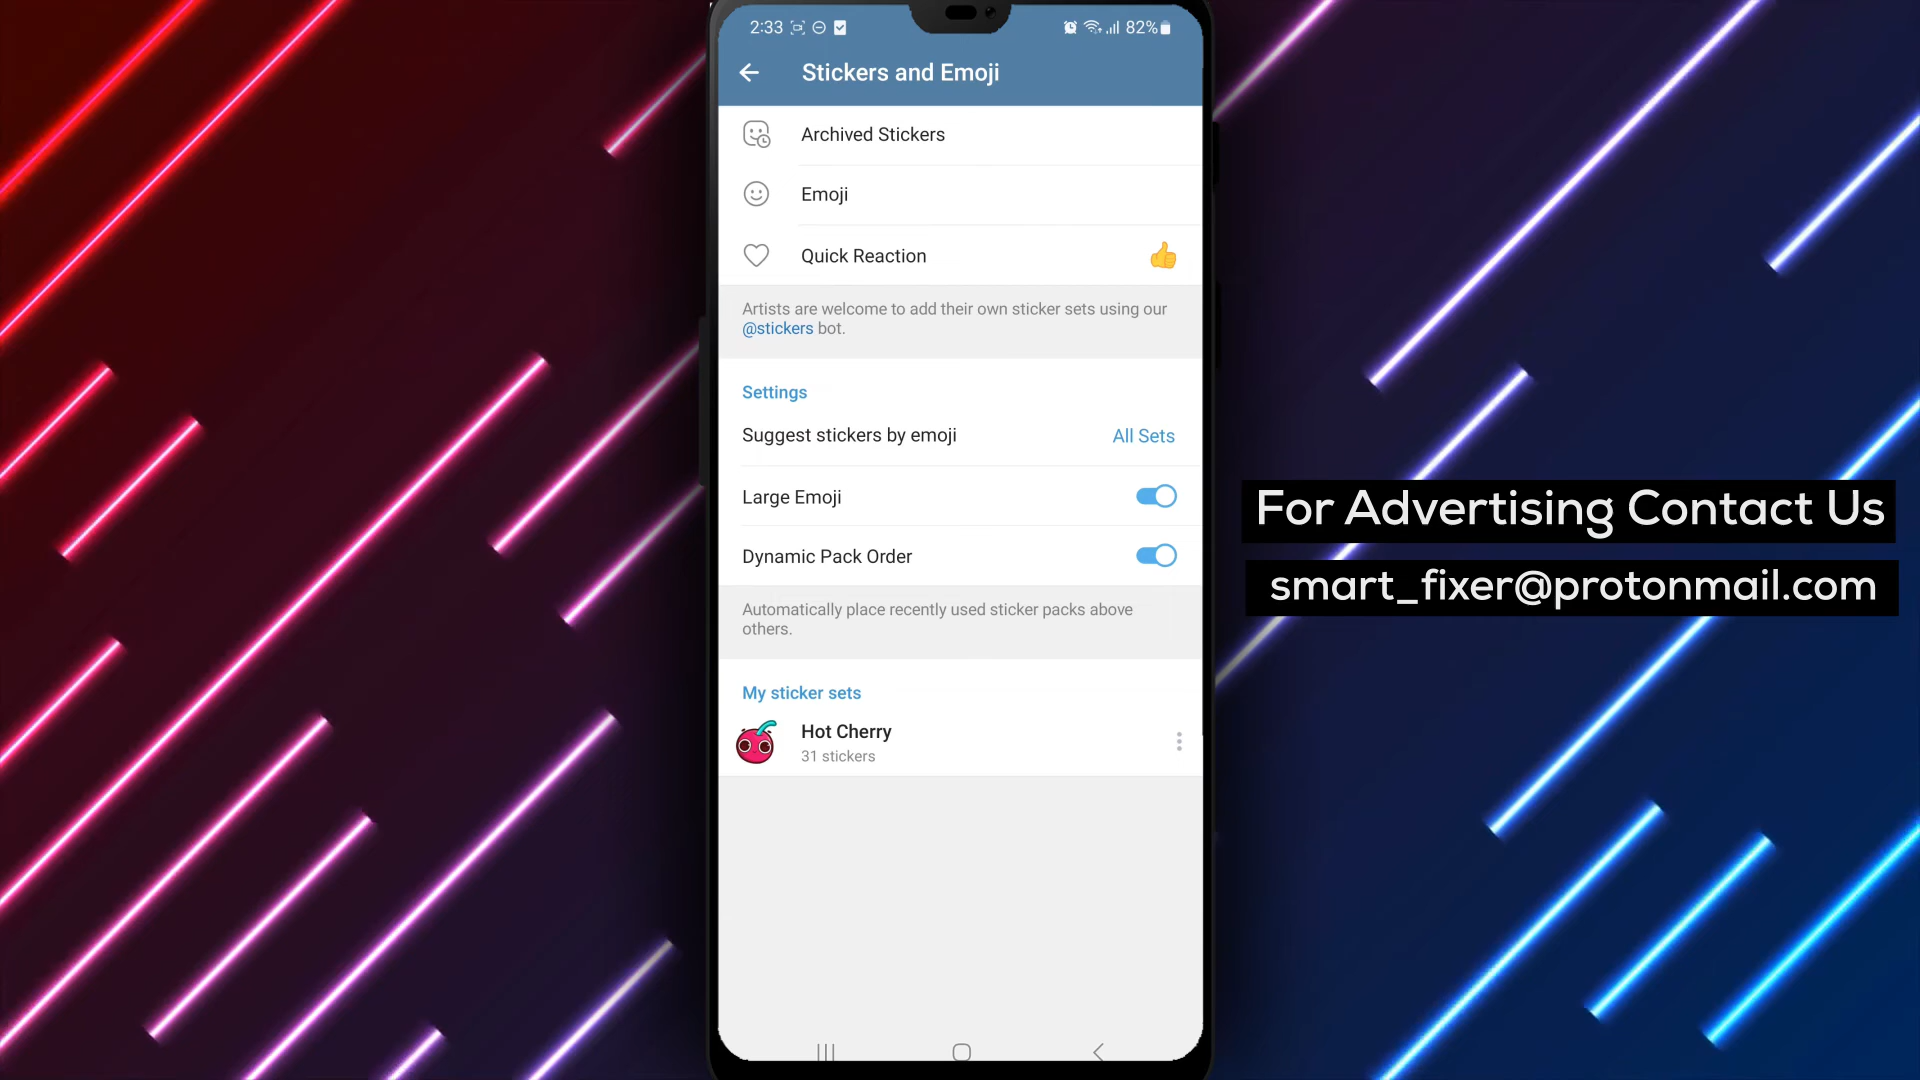 2:33
82%
Stickers and Emoji
Archived Stickers
Emoji
Quick Reaction
Artists are welcome to add their own sticker sets using our
@stickers bot.
Settings
Suggest stickers by emoji
All Sets
Large Emoji
Dynamic Pack Order
Automatically place recently used sticker packs above
others.
My sticker sets
Hot Cherry
31 stickers
For Advertising Contact Us
smart_fixer@protonmail.com